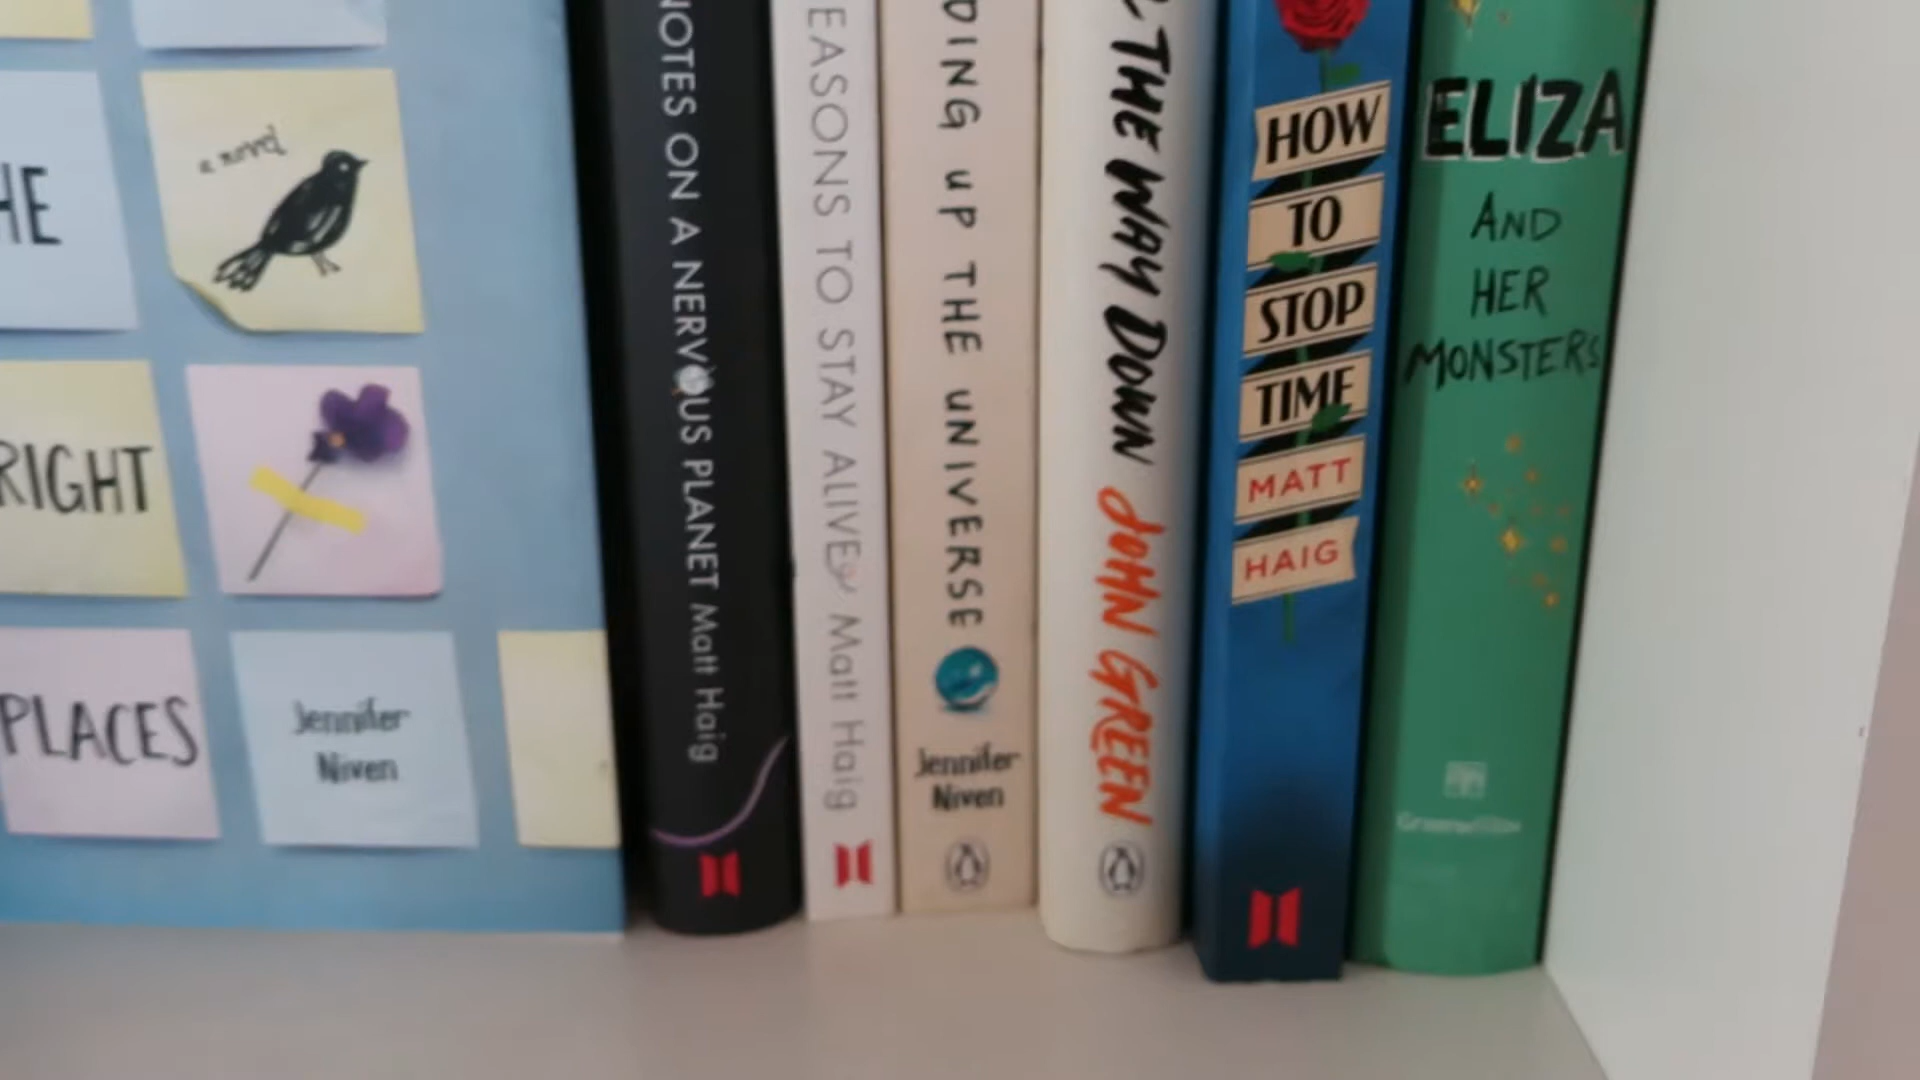 HE
a novel
RIGHT
PLACES
Jennifer
Niven
NOTES ON A NERVOUS PLANET Matt Haig
EASONS TO STAY ALIVE Matt Haig
DING UP THE UNIVERSE
Jennifer
Niven
THE WAY DOWN JOHN GREEN
HOW
TO
STOP
TIME
MATT
HAIG
ELIZA
AND
HER
MONSTERS